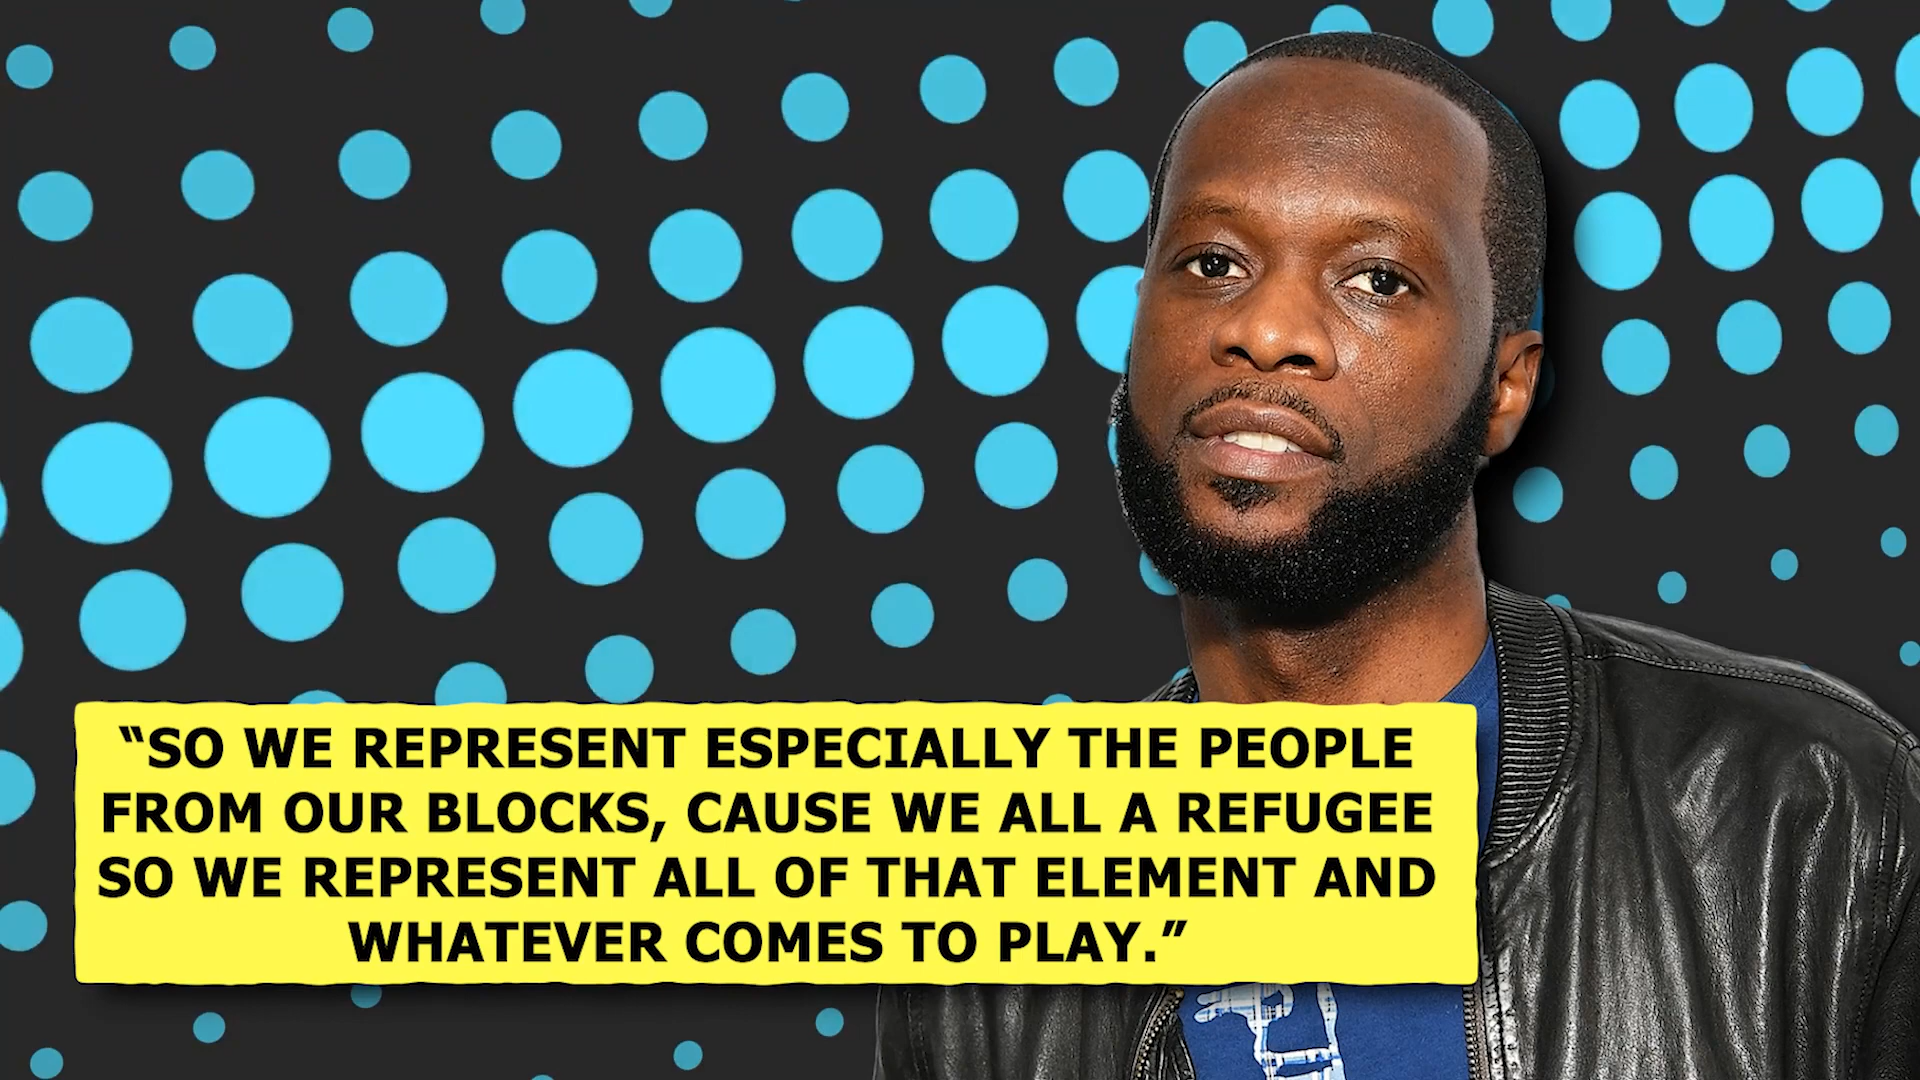 “SO WE REPRESENT ESPECIALLY THE PEOPLE
FROM OUR BLOCKS, CAUSE WE ALL A REFUGEE
SO WE REPRESENT ALL OF THAT ELEMENT AND
WHATEVER COMES TO PLAY.”